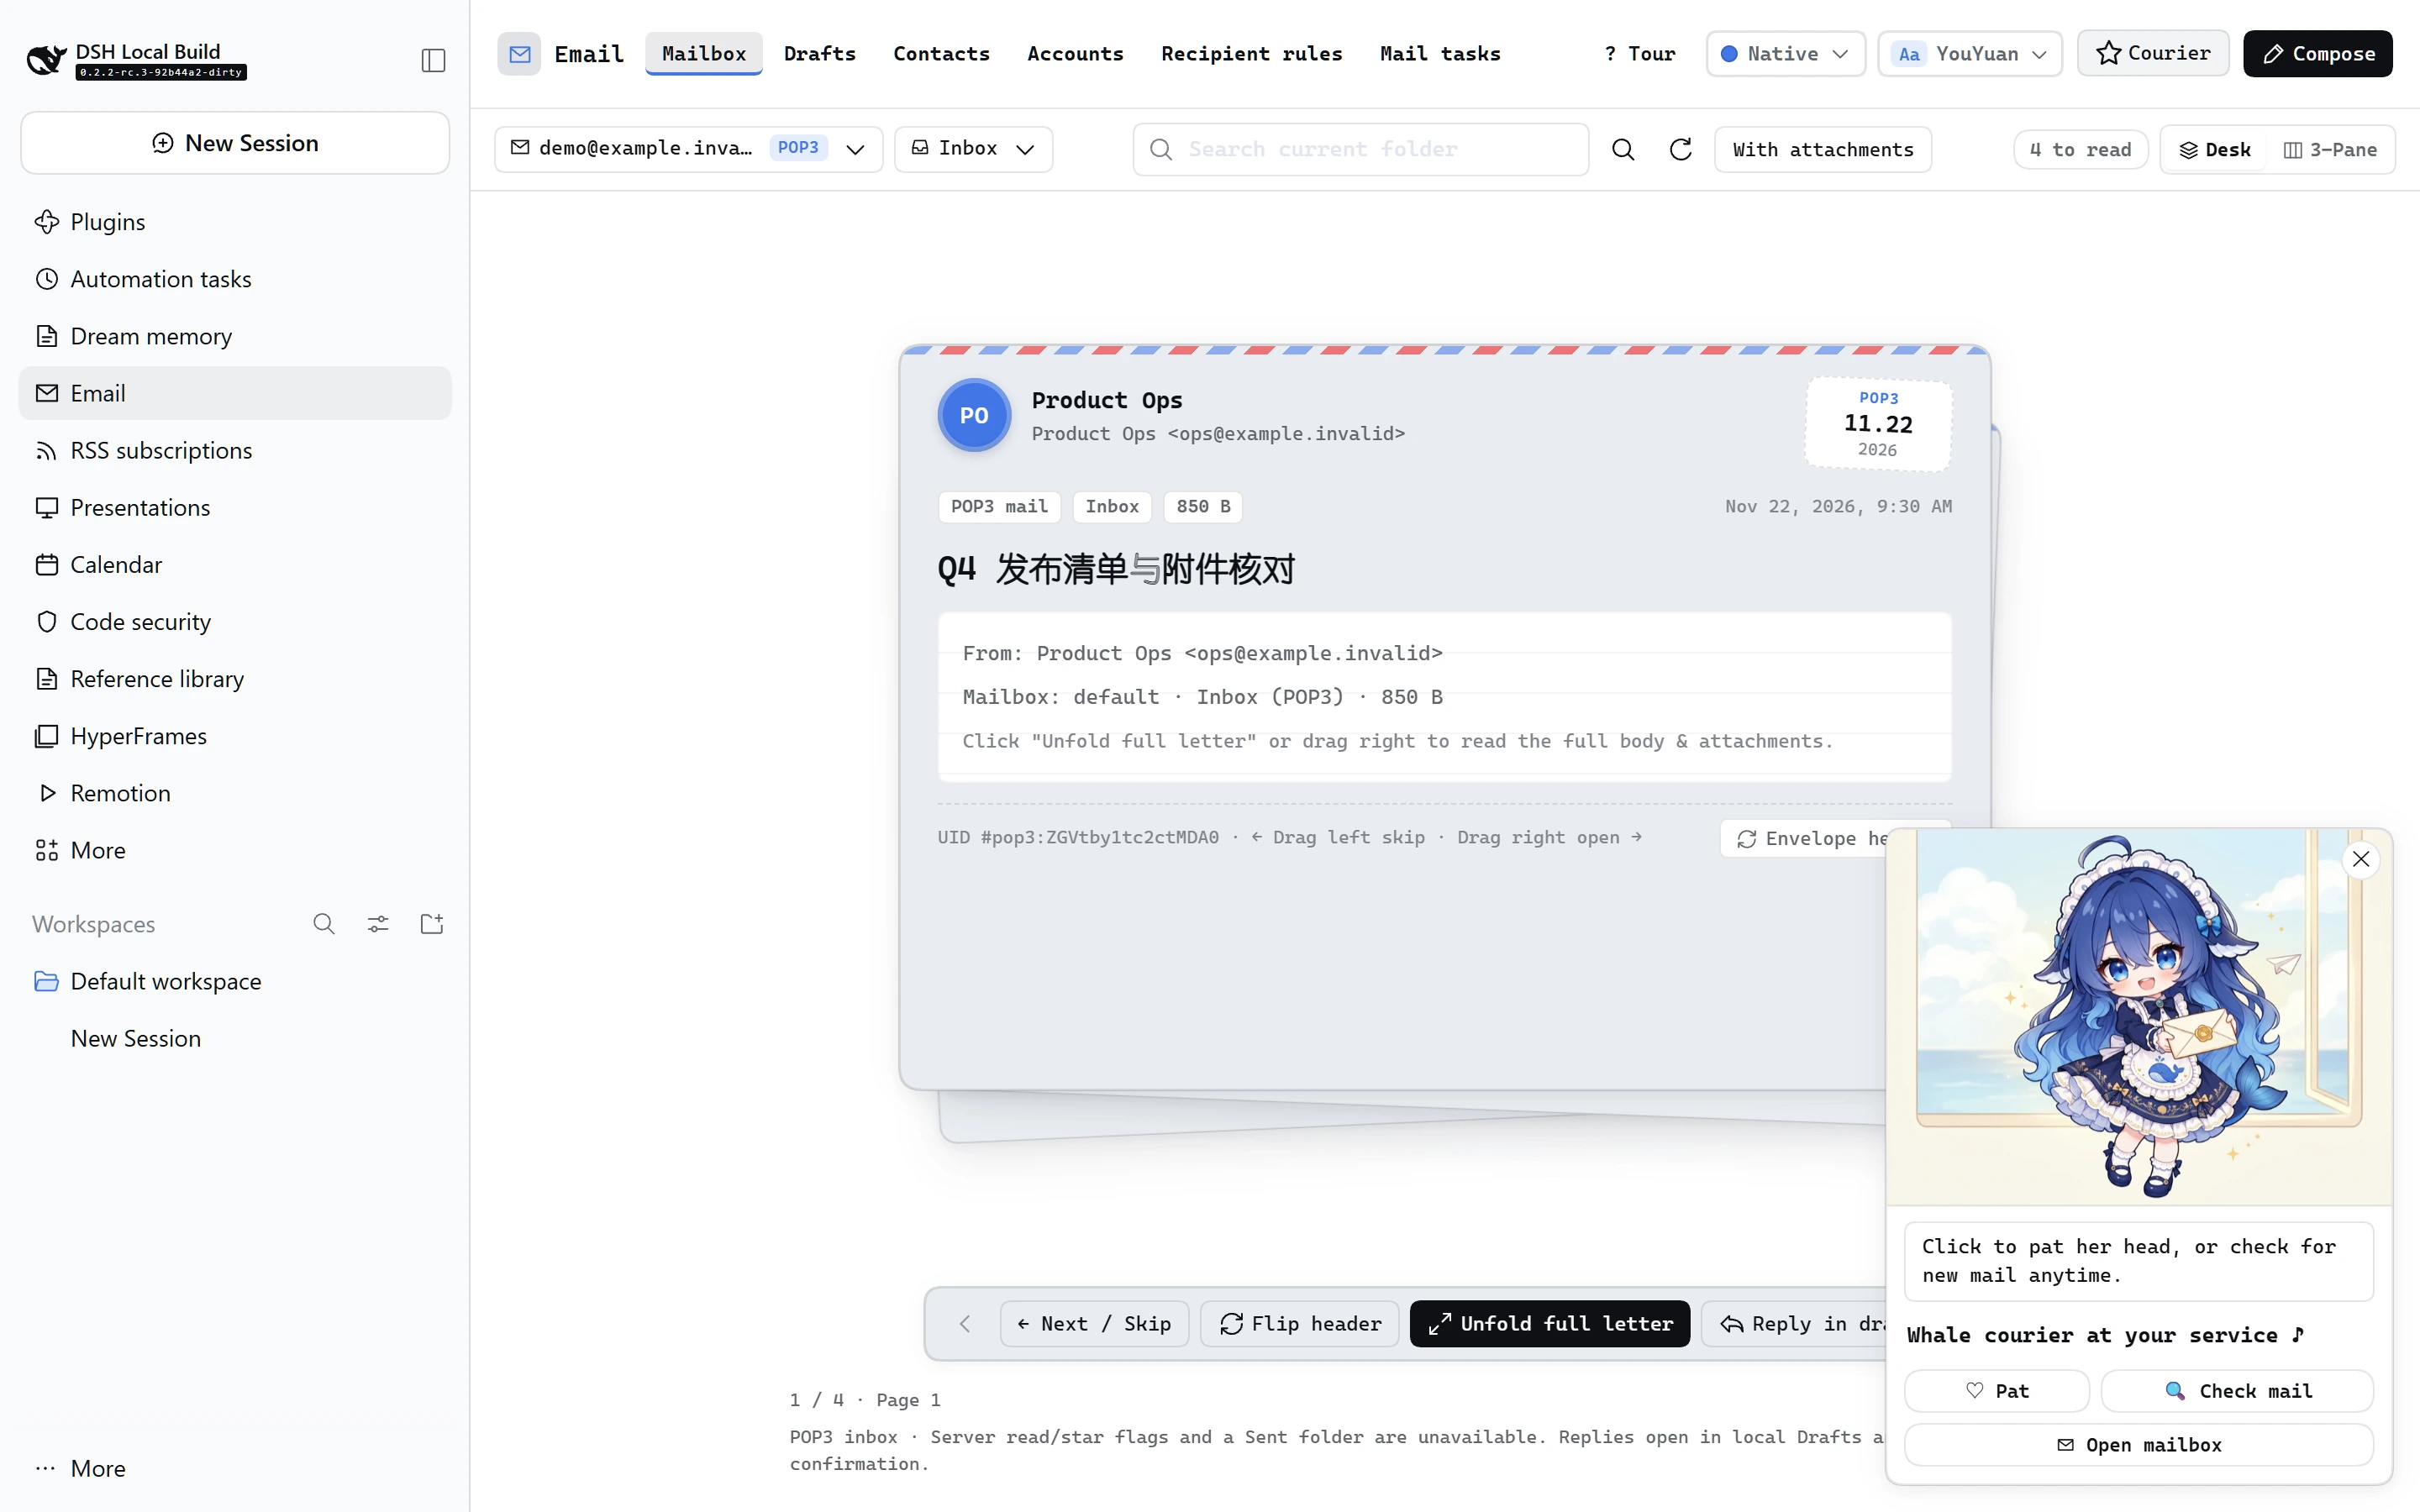 DSH Local Build
0.2.2-rc.3-92b44a2-dirty
New Session
Plugins
Automation tasks
Dream memory
Email
RSS subscriptions
Presentations
Calendar
Code security
Reference library
HyperFrames
Remotion
More
Workspaces
Default workspace
New Session
More
Email
Mailbox
Drafts
Contacts
Accounts
Recipient rules
Mail tasks
? Tour
Native
Aa YouYuan
Courier
Compose
demo@example.inva… POP3
Inbox
Search current folder
With attachments
4 to read
Desk
3-Pane
PO
Product Ops
Product Ops <ops@example.invalid>
POP3
11.22
2026
POP3 mail
Inbox
850 B
Nov 22, 2026, 9:30 AM
Q4 发布清单与附件核对
From: Product Ops <ops@example.invalid>
Mailbox: default · Inbox (POP3) · 850 B
Click "Unfold full letter" or drag right to read the full body & attachments.
UID #pop3:ZGVtby1tc2ctMDA0 · ← Drag left skip · Drag right open →
Envelope he
← Next / Skip
Flip header
Unfold full letter
Reply in dra
1 / 4 · Page 1
POP3 inbox · Server read/star flags and a Sent folder are unavailable. Replies open in local Drafts a
confirmation.
Click to pat her head, or check for
new mail anytime.
Whale courier at your service ♪
♡ Pat
Check mail
Open mailbox